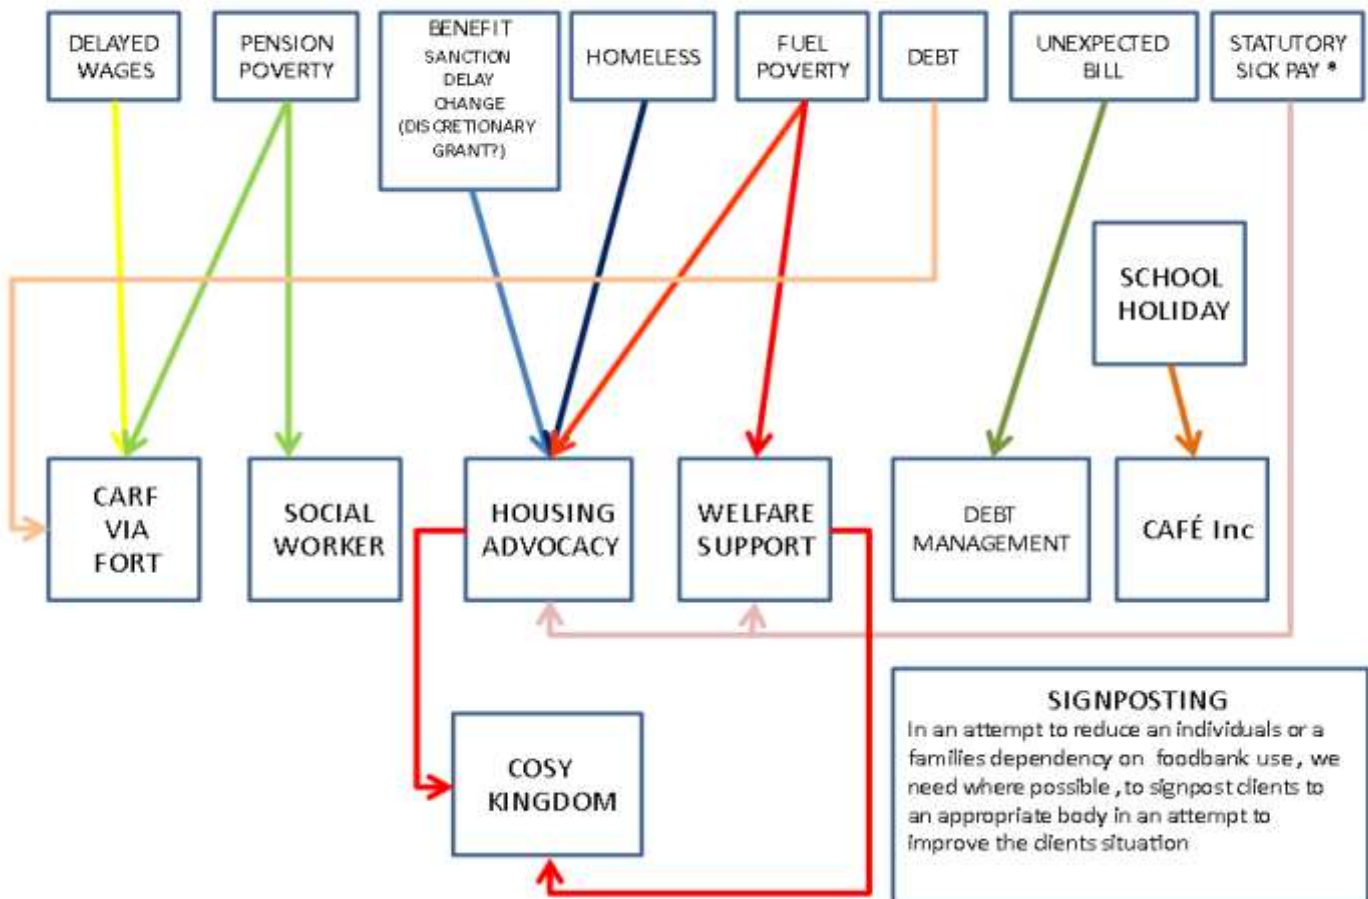 DELAYED
WAGES
PENSION
POVERTY
BENEFIT
SANCTION
DELAY
CHANGE
(DISCRETIONARY
GRANT?)
HOMELESS
FUEL
POVERTY
DEBT
UNEXPECTED
BILL
STATUTORY
SICK PAY *
SCHOOL
HOLIDAY
CARF
VIA
FORT
SOCIAL
WORKER
HOUSING
ADVOCACY
WELFARE
SUPPORT
DEBT
MANAGEMENT
CAFÉ Inc
COSY
KINGDOM
SIGNPOSTING
In an attempt to reduce an individuals or a
families dependency on foodbank use , we
need where possible , to signpost clients to
an appropriate body in an attempt to
improve the clients situation